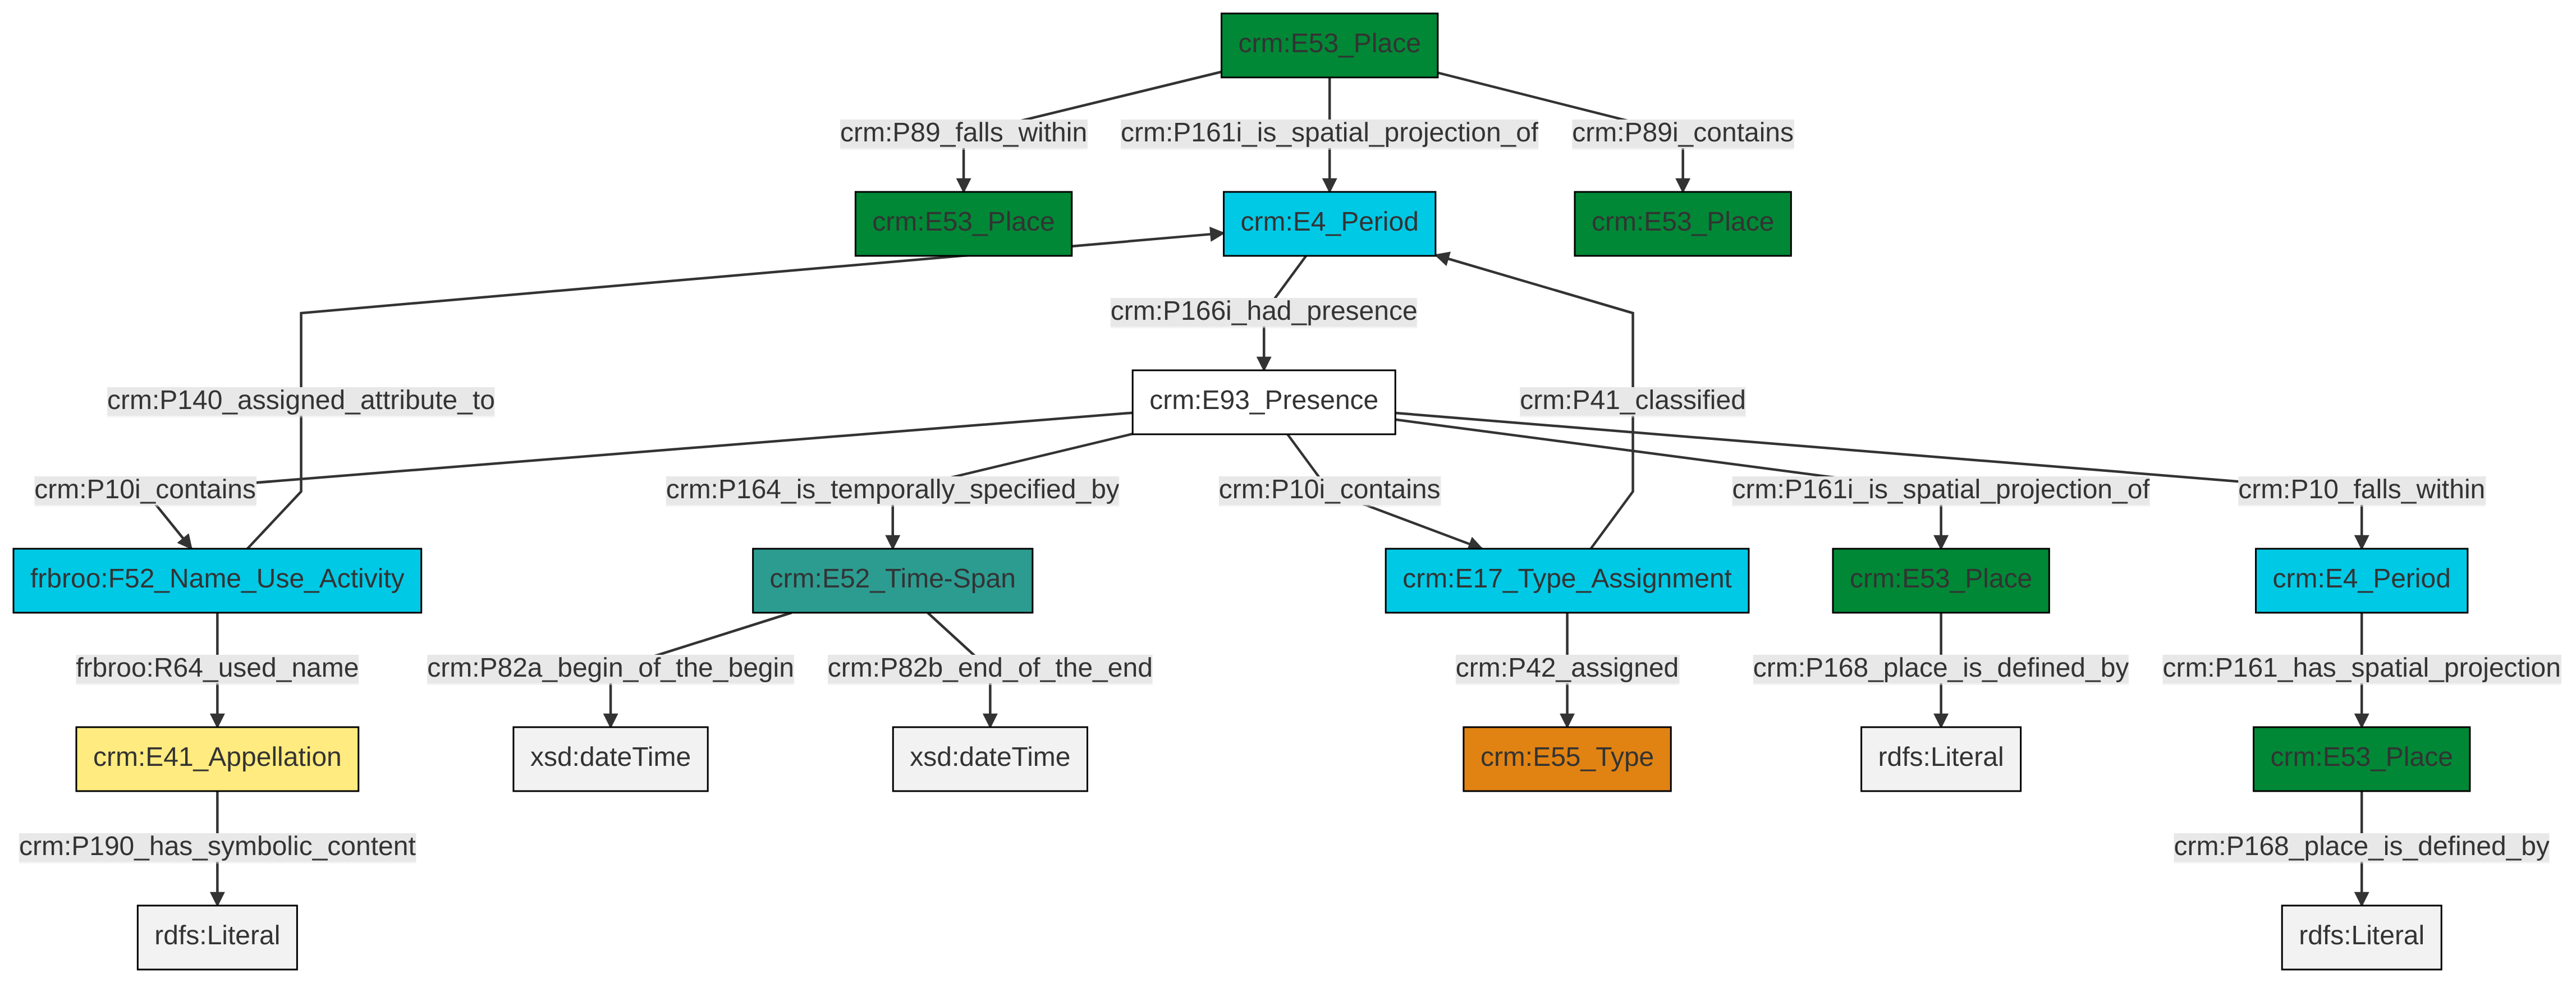 crm:E53_Place
crm:P89_falls_within
crm:P161i_is_spatial_projection_of
crm:P89i_contains
crm:E53_Place
crm:E4_Period
crm:E53_Place
crm:P166i_had_presence
crm:P140_assigned_attribute_to
crm:E93_Presence
crm:P41_classified
crm:P10i_contains
crm:P164_is_temporally_specified_by
crm:P10i_contains
crm:P161i_is_spatial_projection_of
crm:P10_falls_within
frbroo:F52_Name_Use_Activity
crm:E52_Time-Span
crm:E17_Type_Assignment
crm:E53_Place
crm:E4_Period
frbroo:R64_used_name
crm:P82a_begin_of_the_begin
crm:P82b_end_of_the_end
crm:P42_assigned
crm:P168_place_is_defined_by
crm:P161_has_spatial_projection
crm:E41_Appellation
xsd:dateTime
xsd:dateTime
crm:E55_Type
rdfs:Literal
crm:E53_Place
crm:P190_has_symbolic_content
crm:P168_place_is_defined_by
rdfs:Literal
rdfs:Literal